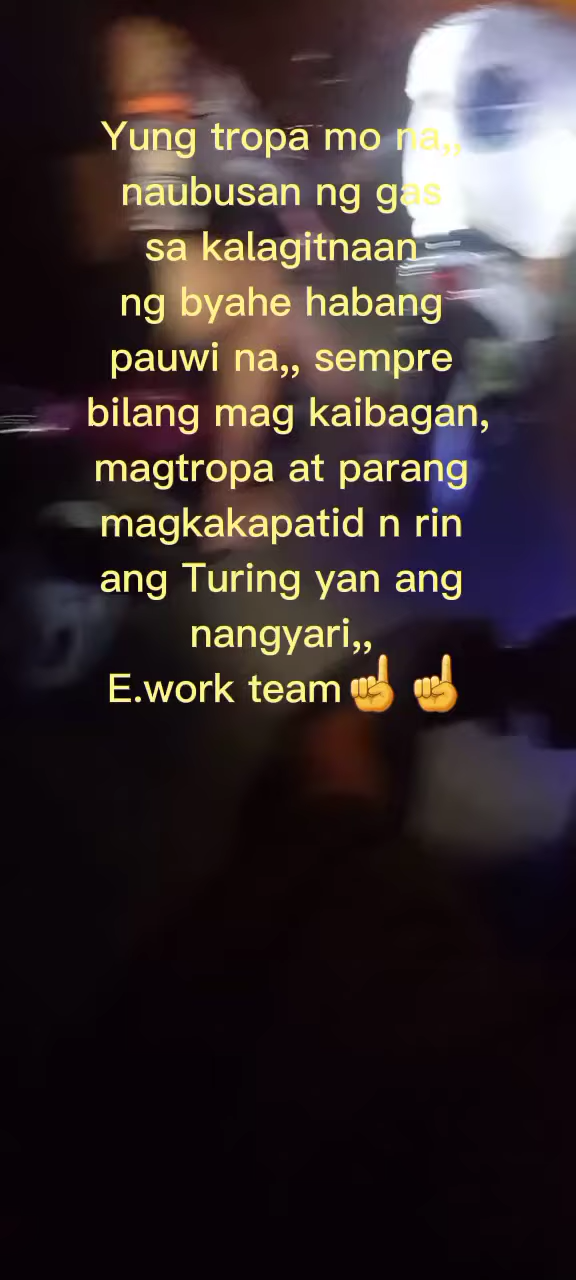 Yung tropa mo na,,
naubusan ng gas
sa kalagitnaan
ng byahe habang
pauwi na,, sempre
bilang mag kaibagan,
magtropa at parang
magkakapatid n rin
ang Turing yan ang
nangyari,,
E.work team☝️☝️